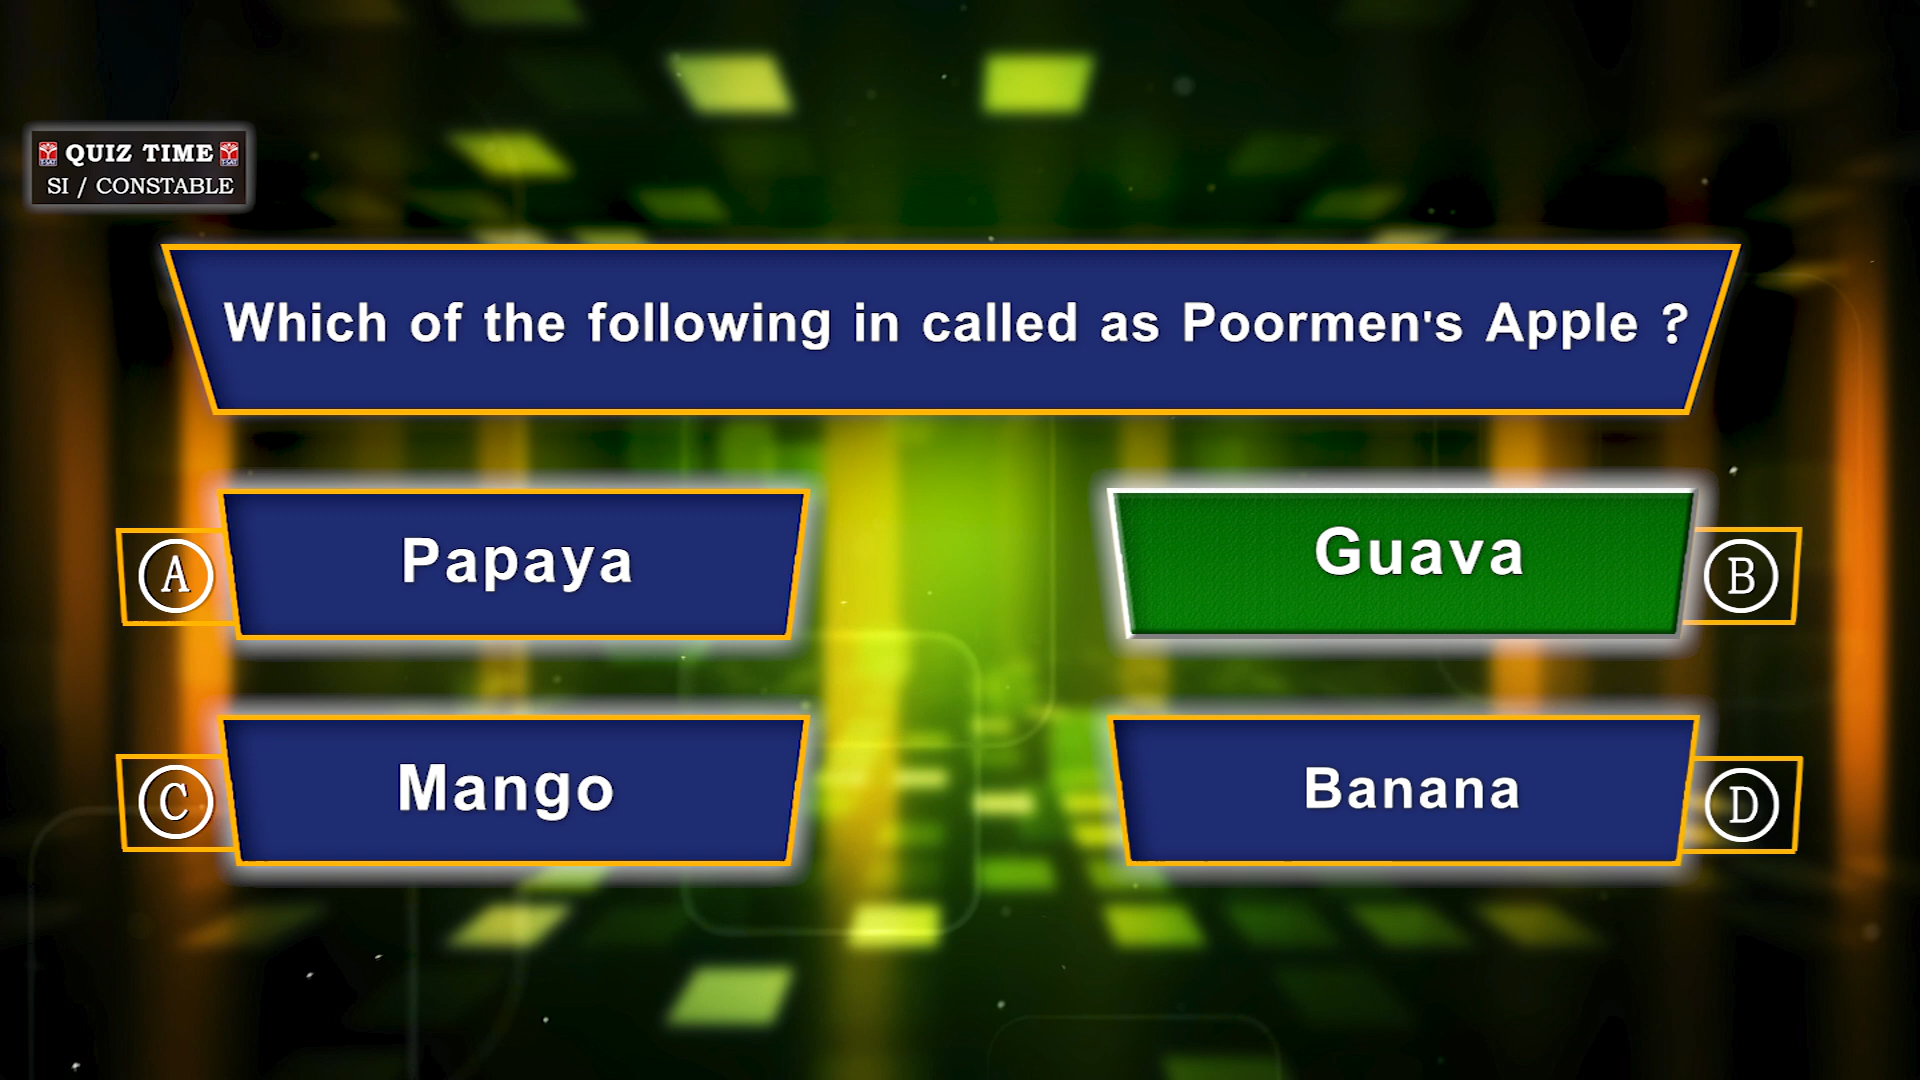 QUIZ TIME
SI / CONSTABLE
Which of the following in called as Poormen's Apple ?
A Papaya
Guava B
C Mango
Banana D